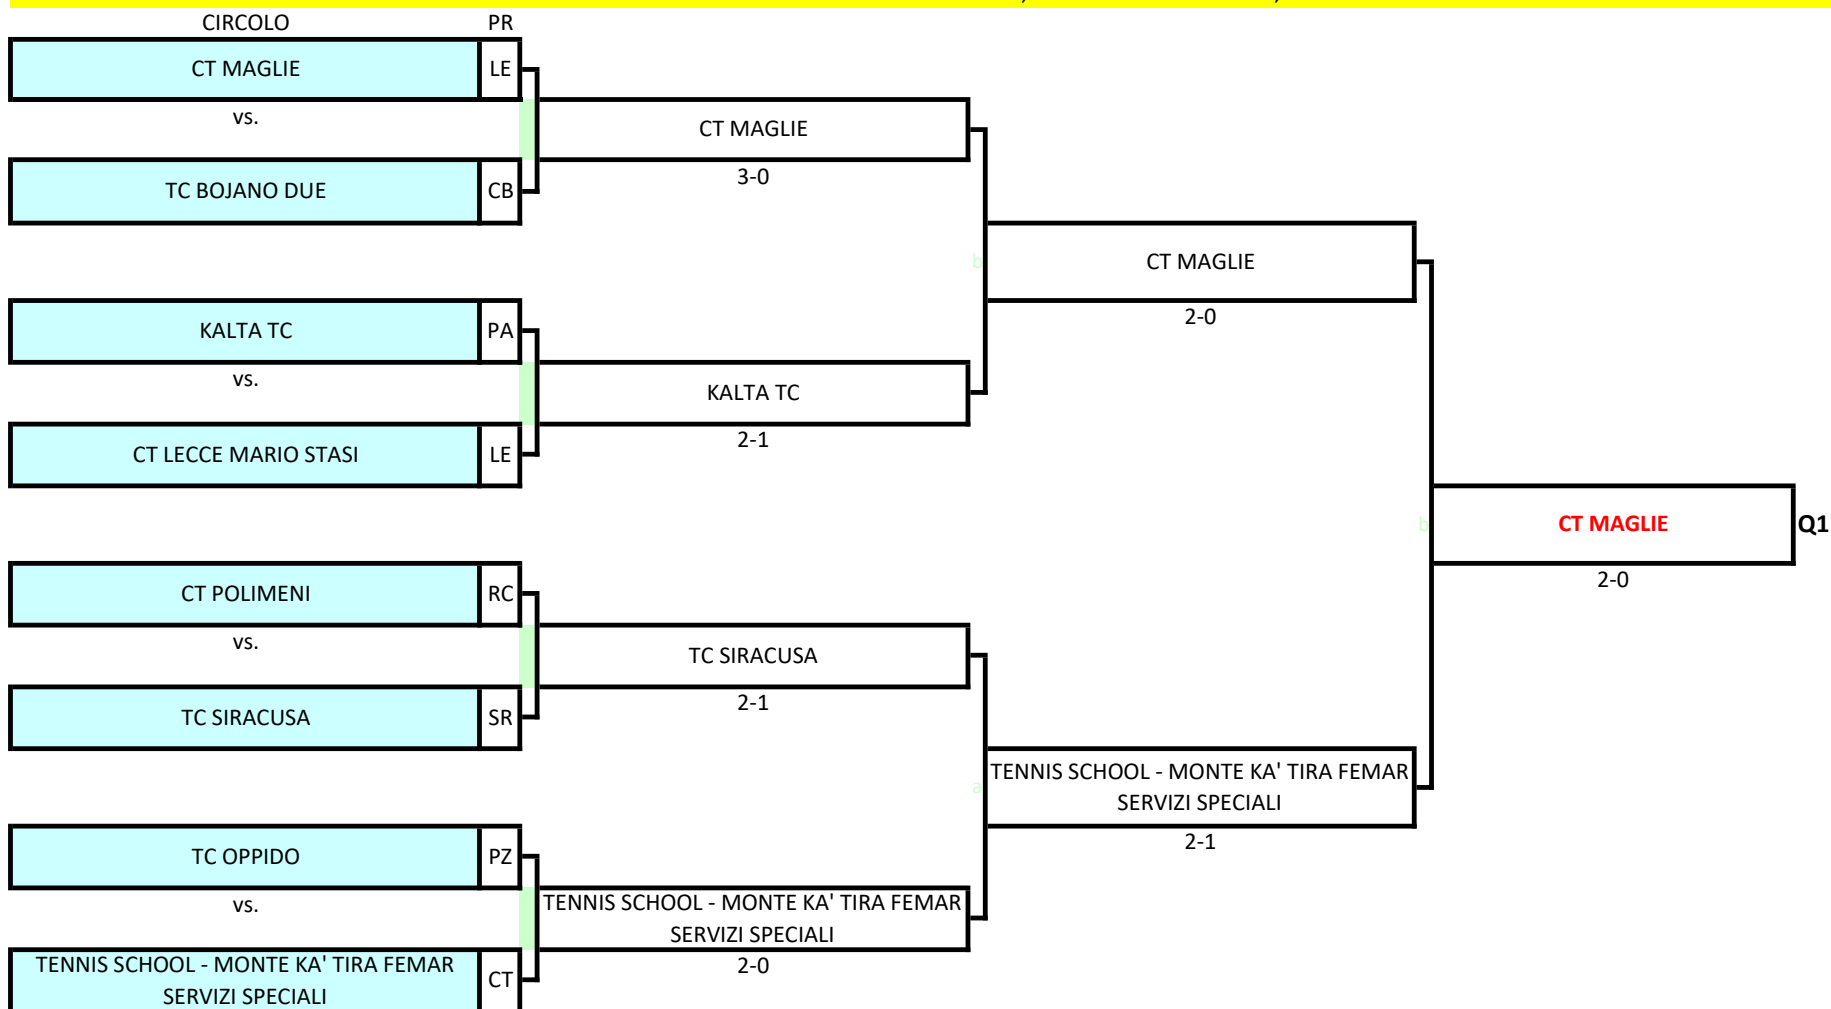 CIRCOLO PR
CT MAGLIE LE
vs.
CT MAGLIE
3-0
TC BOJANO DUE CB
CT MAGLIE
2-0
b
KALTA TC PA
vs.
KALTA TC
2-1
CT LECCE MARIO STASI LE
CT MAGLIE Q1
2-0
b
CT POLIMENI RC
vs.
TC SIRACUSA
2-1
TC SIRACUSA SR
TENNIS SCHOOL - MONTE KA' TIRA FEMAR
SERVIZI SPECIALI
2-1
a
TC OPPIDO PZ
vs.
TENNIS SCHOOL - MONTE KA' TIRA FEMAR
SERVIZI SPECIALI
2-0
TENNIS SCHOOL - MONTE KA' TIRA FEMAR
SERVIZI SPECIALI
CT